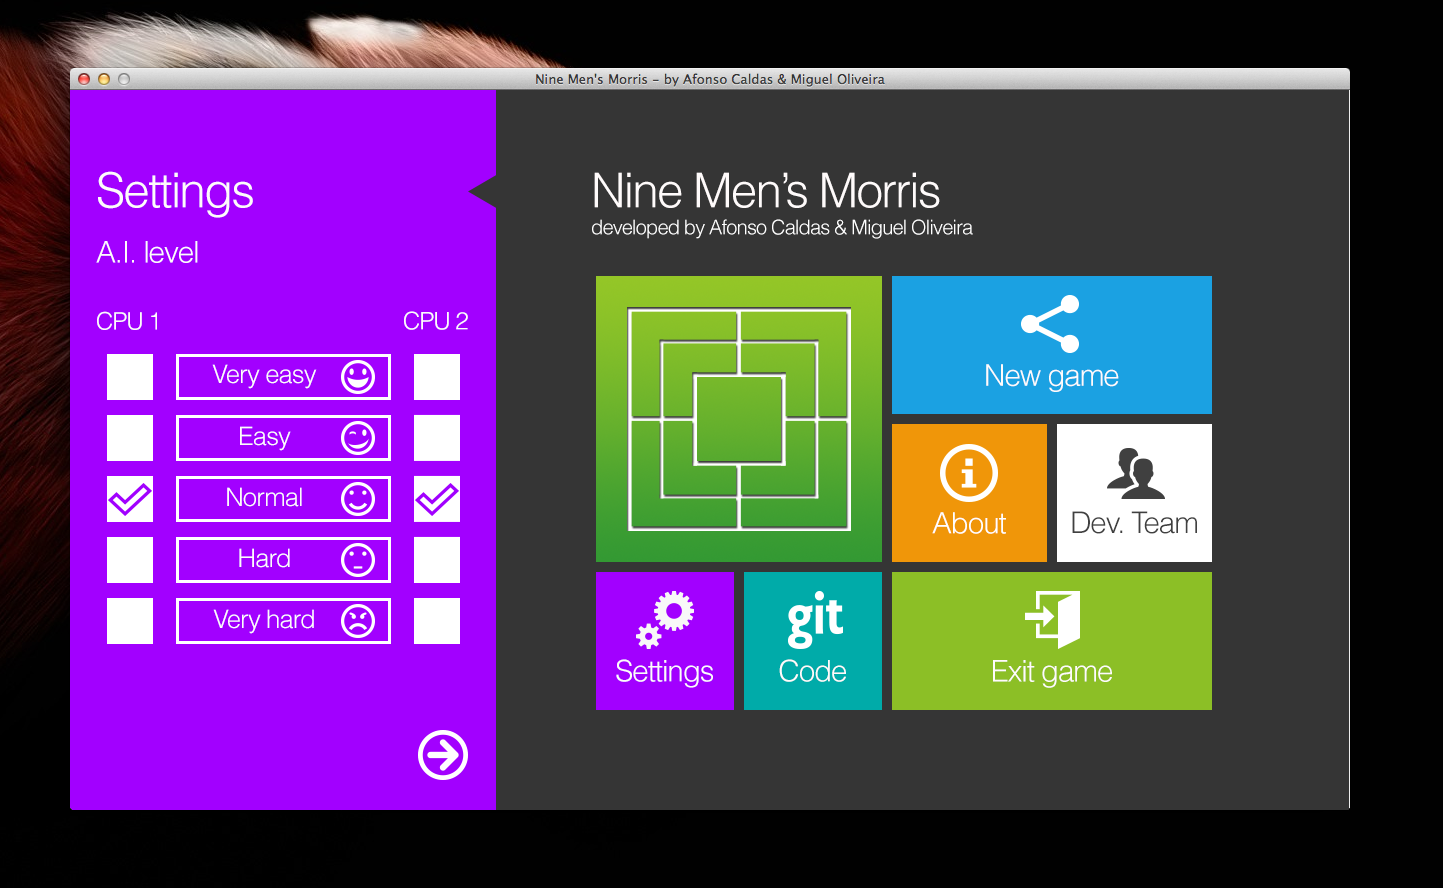 Nine Men's Morris – by Afonso Caldas & Miguel Oliveira
Settings
A.I. level
CPU 1
CPU 2
Very easy
Easy
Normal
Hard
Very hard
Nine Men's Morris
developed by Afonso Caldas & Miguel Oliveira
New game
i
About
Dev. Team
Settings
git
Code
Exit game